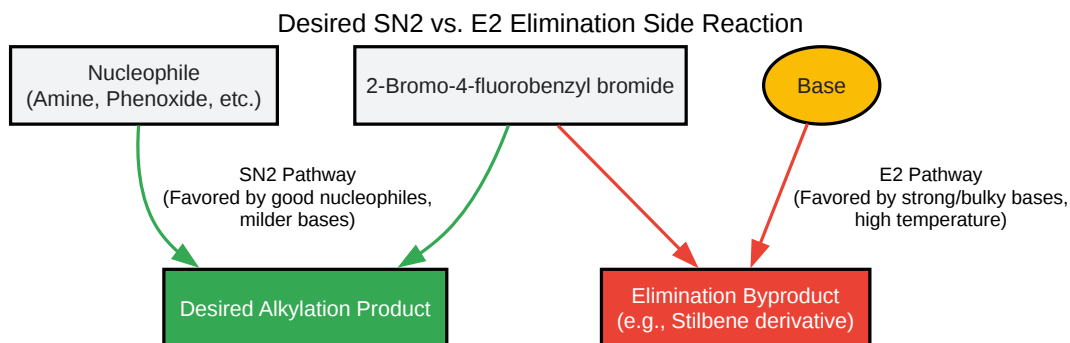 Desired SN2 vs. E2 Elimination Side Reaction
Nucleophile
(Amine, Phenoxide, etc.)
2-Bromo-4-fluorobenzyl bromide
Base
SN2 Pathway
(Favored by good nucleophiles,
milder bases)
E2 Pathway
(Favored by strong/bulky bases,
high temperature)
Desired Alkylation Product
Elimination Byproduct
(e.g., Stilbene derivative)